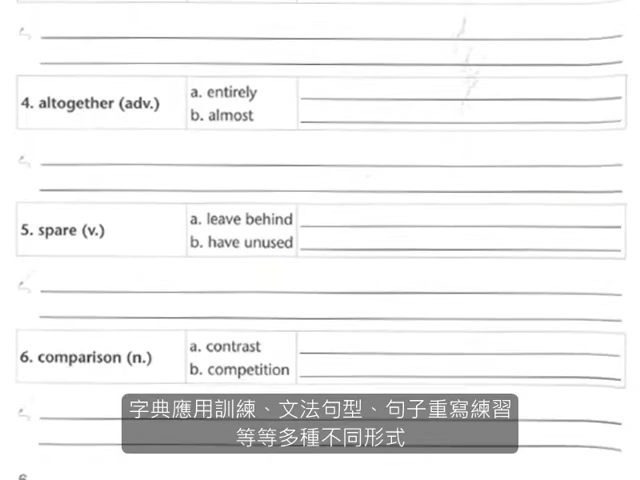 4. altogether (adv.)
a. entirely
b. almost
5. spare (v.)
a. leave behind
b. have unused
6. comparison (n.)
a. contrast
b. competition
字典應用訓練、文法句型、句子重寫練習
等等多種不同形式